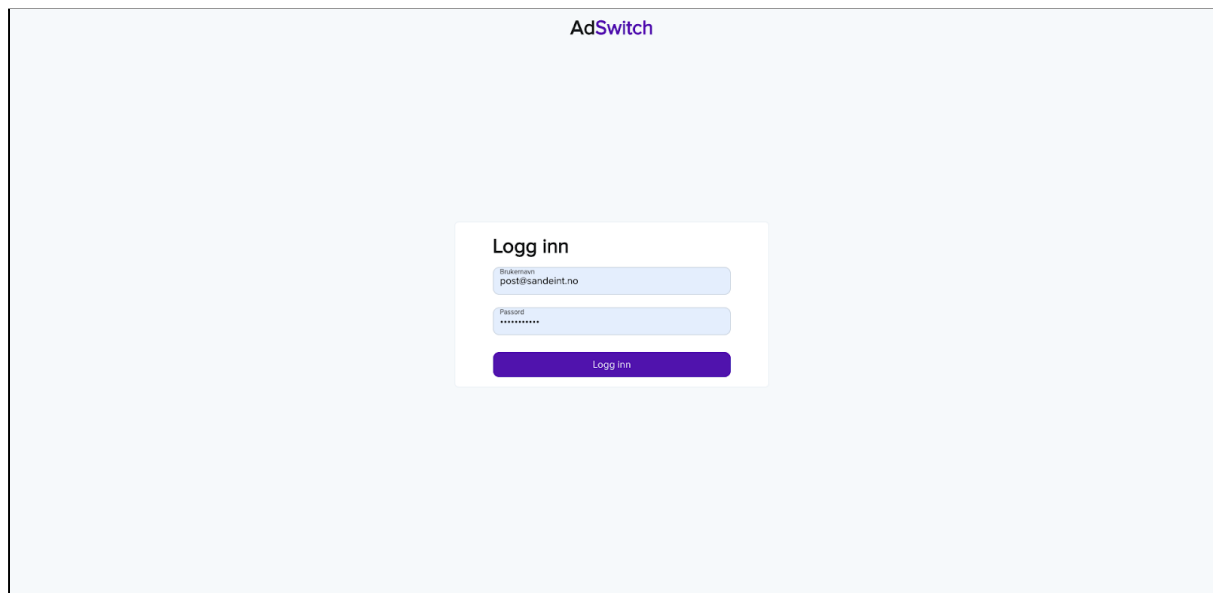 AdSwitch
Logg inn
Brukernavn
post@sandeint.no
Passord
•••••••••••
Logg inn